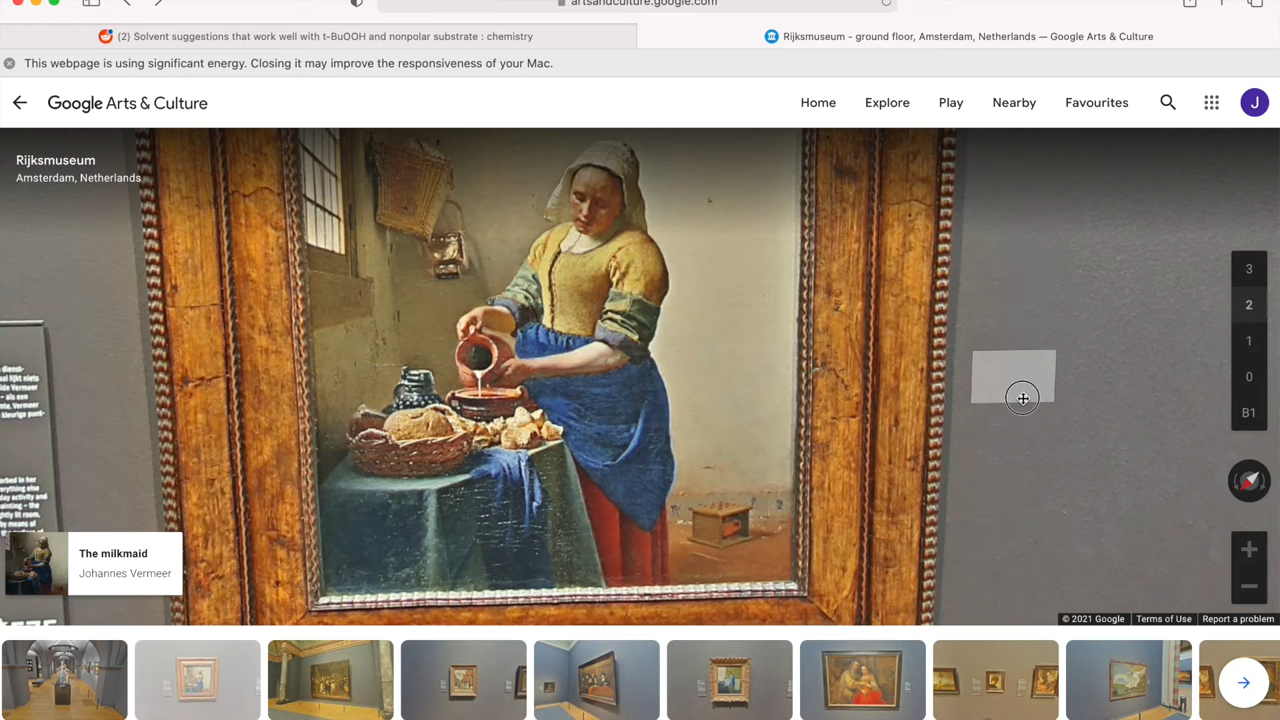 artsandculture.google.com
(2) Solvent suggestions that work well with t-BuOOH and nonpolar substrate : chemistry
Rijksmuseum - ground floor, Amsterdam, Netherlands — Google Arts & Culture
This webpage is using significant energy. Closing it may improve the responsiveness of your Mac.
Google Arts & Culture
Home Explore Play Nearby Favourites J
Rijksmuseum
Amsterdam, Netherlands
3
2
1
0
B1
The milkmaid
Johannes Vermeer
© 2021 Google Terms of Use Report a problem